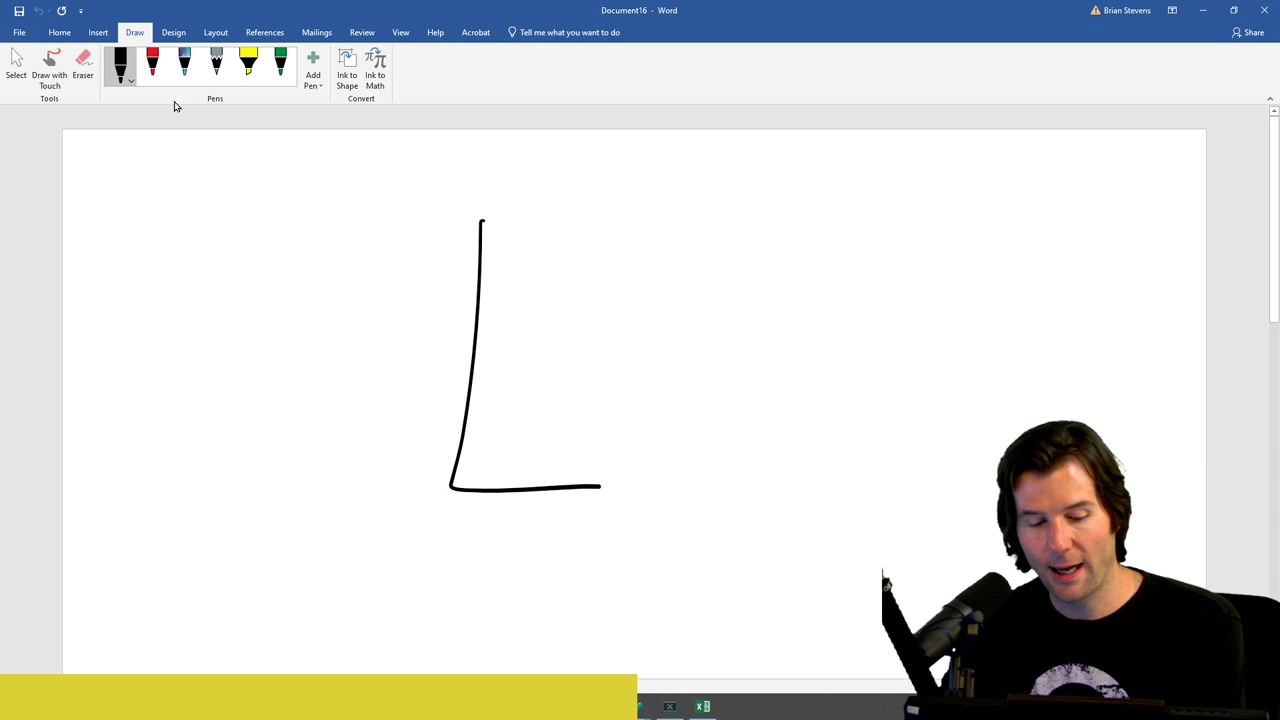 Document16 - Word
Brian Stevens
File Home Insert Draw Design Layout References Mailings Review View Help Acrobat Tell me what you want to do Share
Select
Draw with Touch
Eraser
Add Pen
Ink to Shape
Ink to Math
Tools
Pens
Convert
L